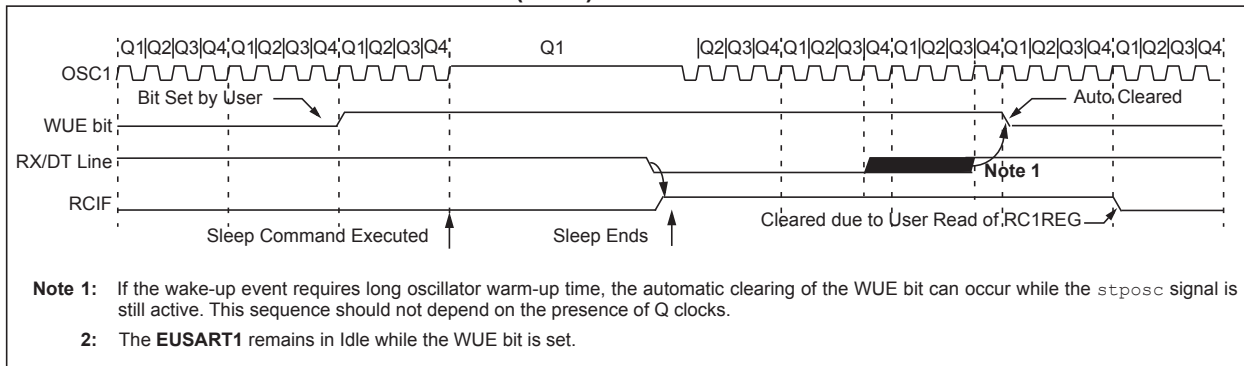 Q1|Q2|Q3|Q4|Q1|Q2|Q3|Q4|Q1|Q2|Q3|Q4 Q1 |Q2|Q3|Q4|Q1|Q2|Q3|Q4|Q1|Q2|Q3|Q4|Q1|Q2|Q3|Q4|Q1|Q2|Q3|Q4
OSC1
Bit Set by User Auto Cleared
WUE bit
RX/DT Line
Note 1
RCIF
Cleared due to User Read of RC1REG
Sleep Command Executed Sleep Ends
Note 1: If the wake-up event requires long oscillator warm-up time, the automatic clearing of the WUE bit can occur while the stposc signal is
still active. This sequence should not depend on the presence of Q clocks.
2: The EUSART1 remains in Idle while the WUE bit is set.